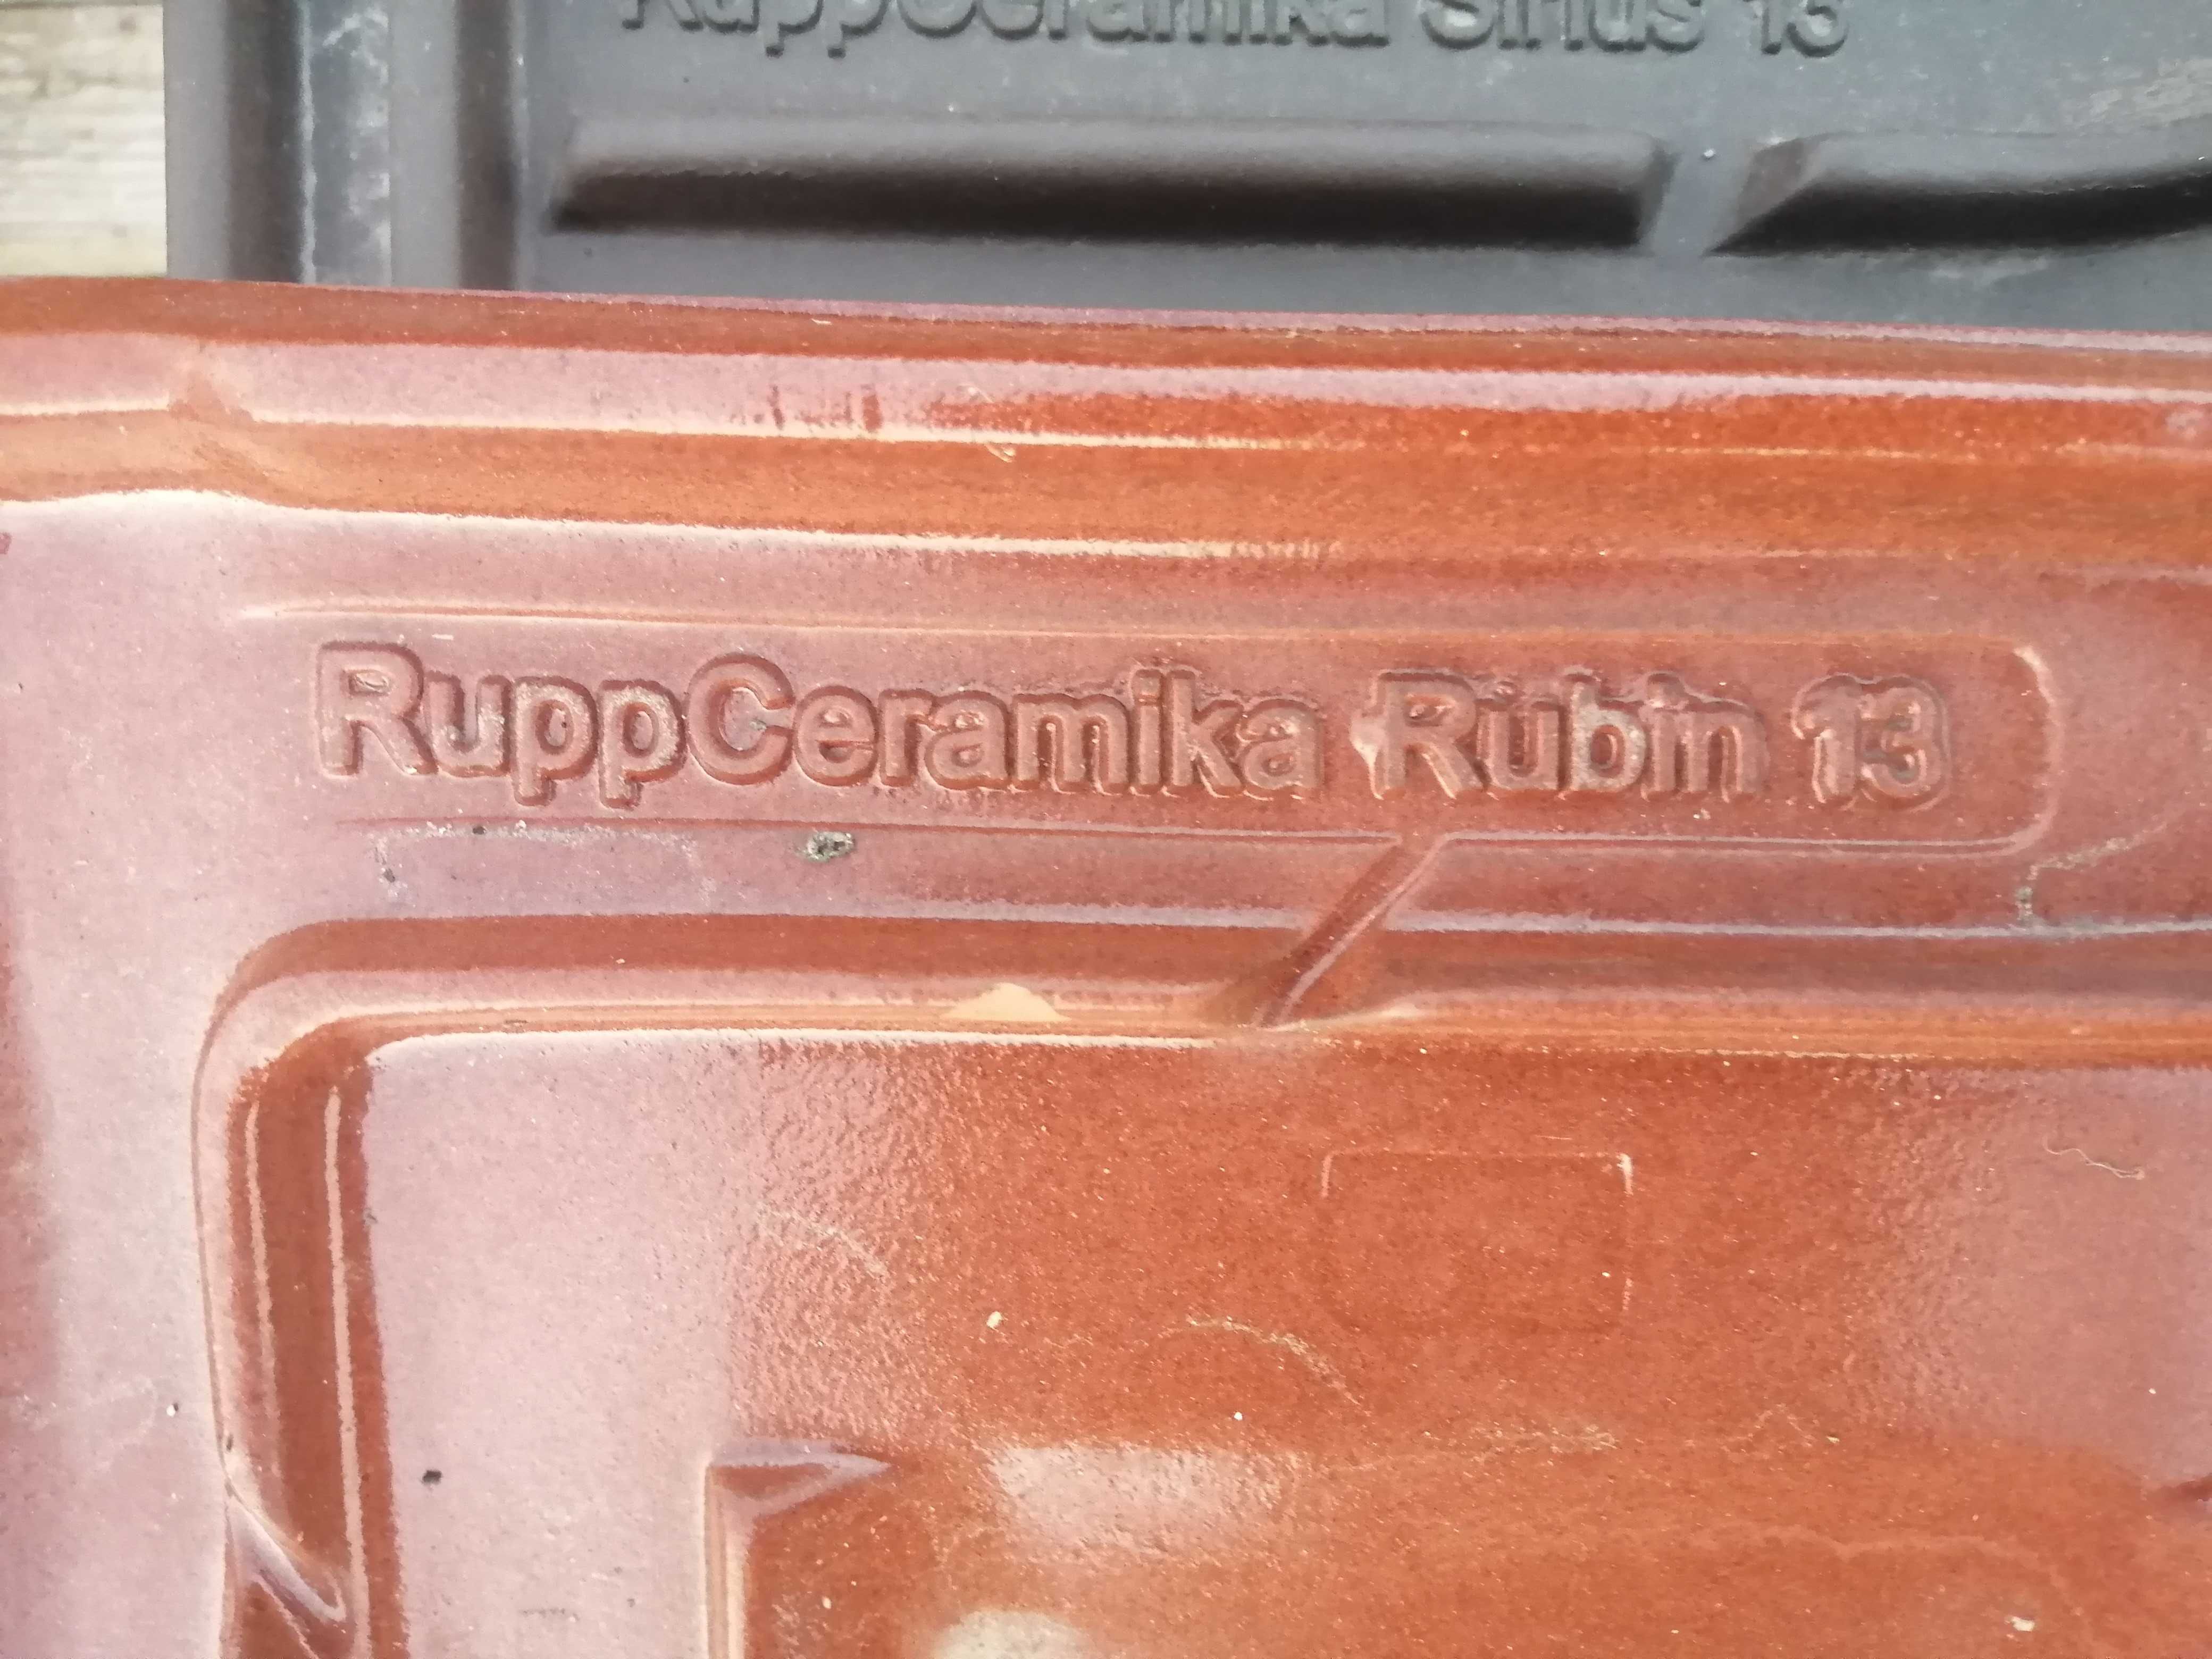 RuppCeramika Sirius 13
RuppCeramika Rubin 13